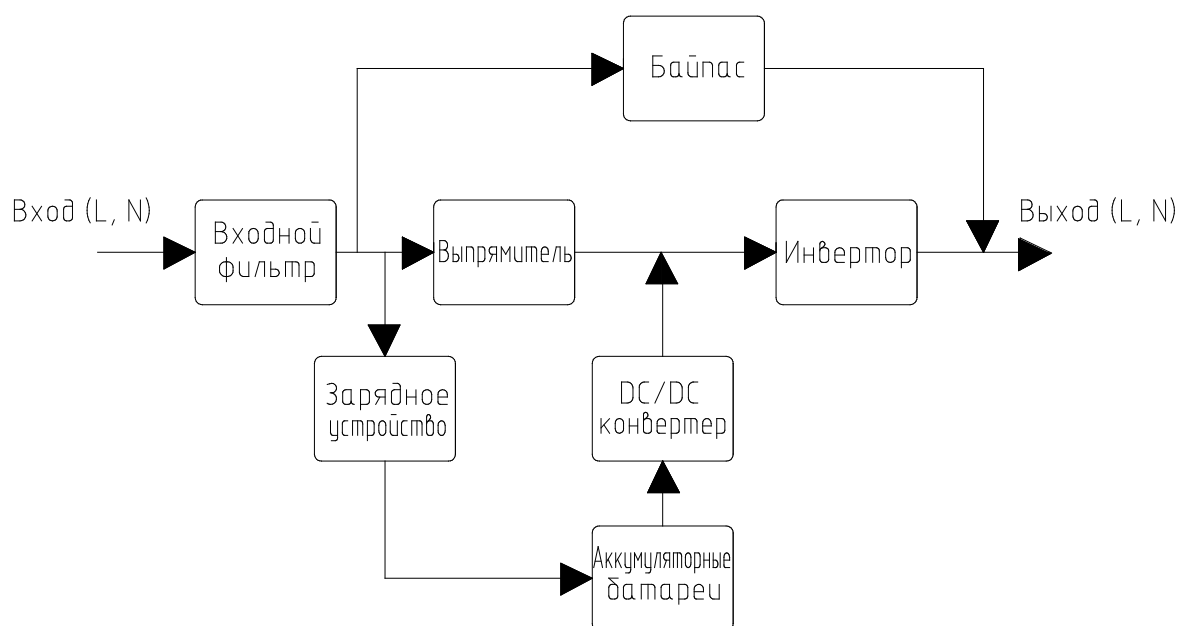 Байпас
Вход (L, N)
Входной
фильтр
Выпрямитель
Инвертор
Выход (L, N)
Зарядное
устройство
DC/DC
конвертер
Аккумуляторные
батареи